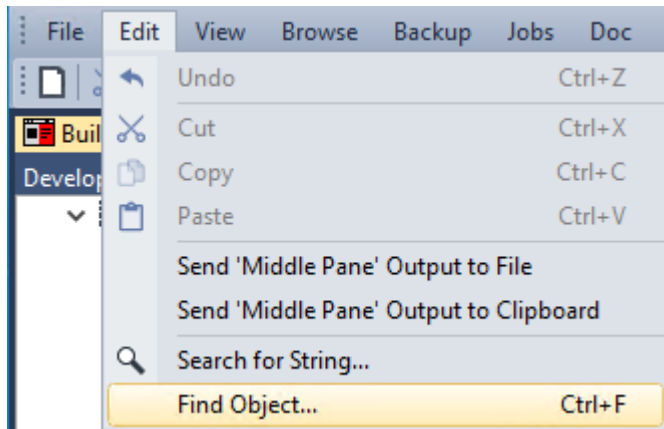 File Edit View Browse Backup Jobs Doc
Undo Ctrl+Z
Buil
Cut Ctrl+X
Develop
Copy Ctrl+C
Paste Ctrl+V
Send 'Middle Pane' Output to File
Send 'Middle Pane' Output to Clipboard
Search for String...
Find Object... Ctrl+F